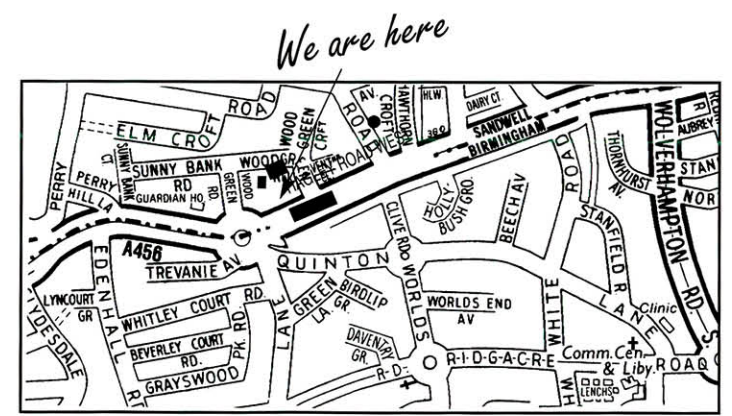 We are here
ROAD
ELM CROFT
SUNNY BANK
CT
WOOD GREEN CRFT
ROAD
AV.
CROFT
HAWTHORN
HLW.
DAIRY CT.
SANDWELL
BIRMINGHAM
WOLVERHAMPTON RD. S
AUBREY
STAN
NOR
PERRY
PERRY HILL LA
SUNNY BANK
RD
GUARDIAN HO.
RD.
GREEN
WOOD
THORNHURST AV.
ROAD
A456
TREVANIE AV
QUINTON
CLIVE RD
HOLLY-BUSH GRO.
BEECH AV
STANFIELD R
LANE
EDENHALL R
LYNCOURT GR
CLYDESDALE
WHITLEY COURT RD.
BEVERLEY COURT RD.
GRAYSWOOD PK. RD.
LANE
GREEN LA.
BIRDLIP GR.
WORLDS
WORLDS END AV
WHITE
Clinic
DAVENTRY GR.
RD
RIDGACRE
Comm. Cen. & Liby.
ROAD
WH
LENCHS